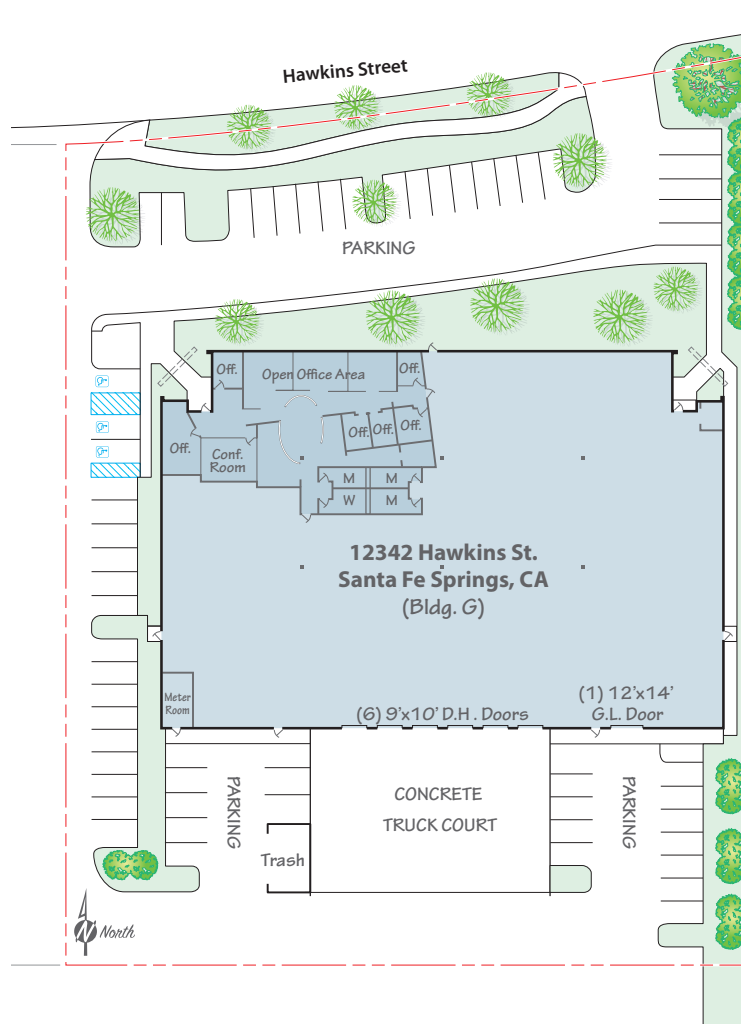 Hawkins Street
PARKING
Off.
Open Office Area
Off.
Off.
Off.
Off.
Off.
Conf.
Room
M
M
W
M
12342 Hawkins St.
Santa Fe Springs, CA
(Bldg. G)
Meter
Room
(1) 12'x14'
(6) 9'x10' D.H. Doors
G.L. Door
PARKING
CONCRETE
TRUCK COURT
PARKING
Trash
N North